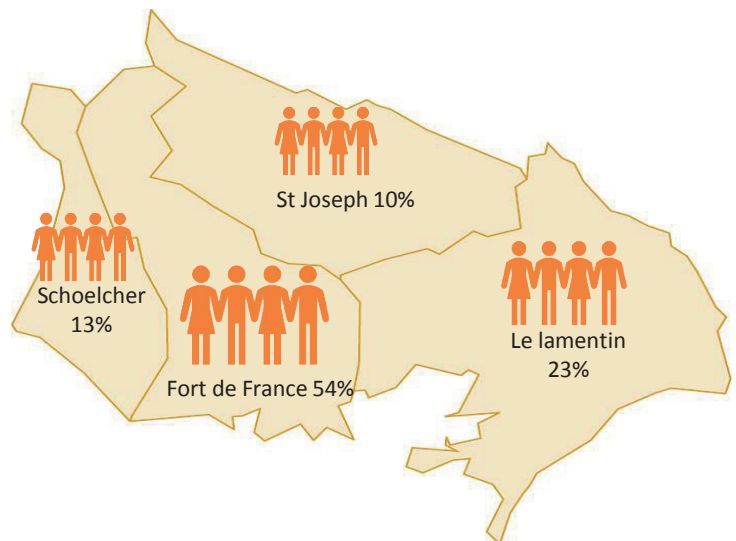 St Joseph 10%
Schoelcher
13%
Fort de France 54%
Le lamentin
23%